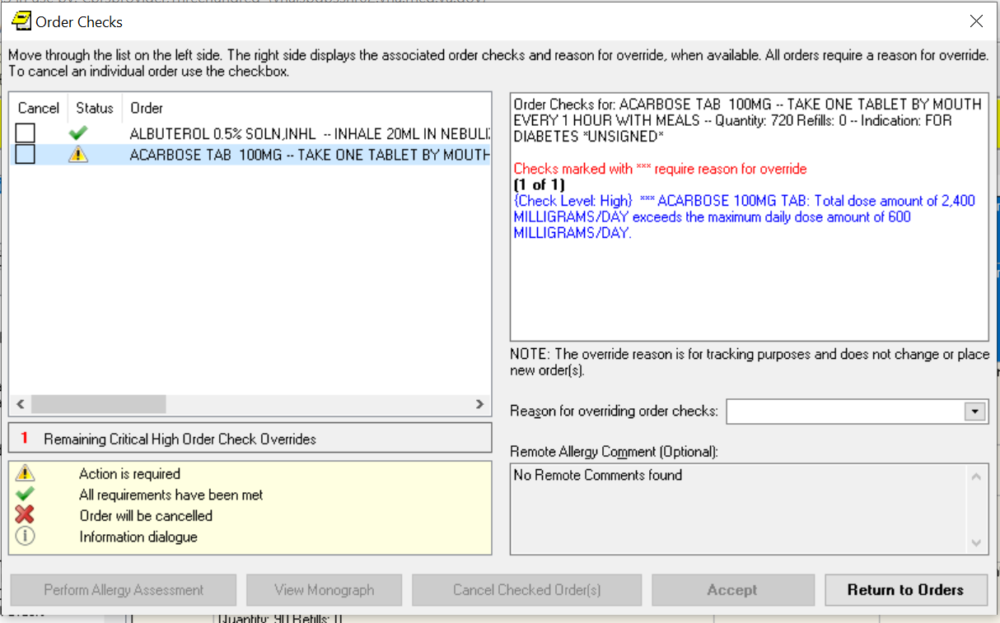 Order Checks
Move through the list on the left side. The right side displays the associated order checks and reason for override, when available. All orders require a reason for override.
To cancel an individual order use the checkbox.
Cancel Status Order
ALBUTEROL 0.5% SOLN,INHL -- INHALE 20ML IN
ACARBOSE TAB 100MG -- TAKE ONE TABLET BY MOUTH
1 Remaining Critical High Order Check Overrides
Action is required
All requirements have been met
Order will be cancelled
Information dialogue
Order Checks for: ACARBOSE TAB 100MG -- TAKE ONE TABLET BY MOUTH
EVERY 1 HOUR WITH MEALS -- Quantity: 720 Refills: 0 -- Indication: FOR
DIABETES *UNSIGNED*
Checks marked with *** require reason for override
(1 of 1)
{Check Level: High} *** ACARBOSE 100MG TAB: Total dose amount of 2,400
MILLIGRAMS/DAY exceeds the maximum daily dose amount of 600
MILLIGRAMS/DAY.
NOTE: The override reason is for tracking purposes and does not change or place
new order(s).
Reason for overriding order checks:
Remote Allergy Comment (Optional):
No Remote Comments found
Perform Allergy Assessment View Monograph Cancel Checked Order(s) Accept Return to Orders
Quantity: 90 Refills: 0